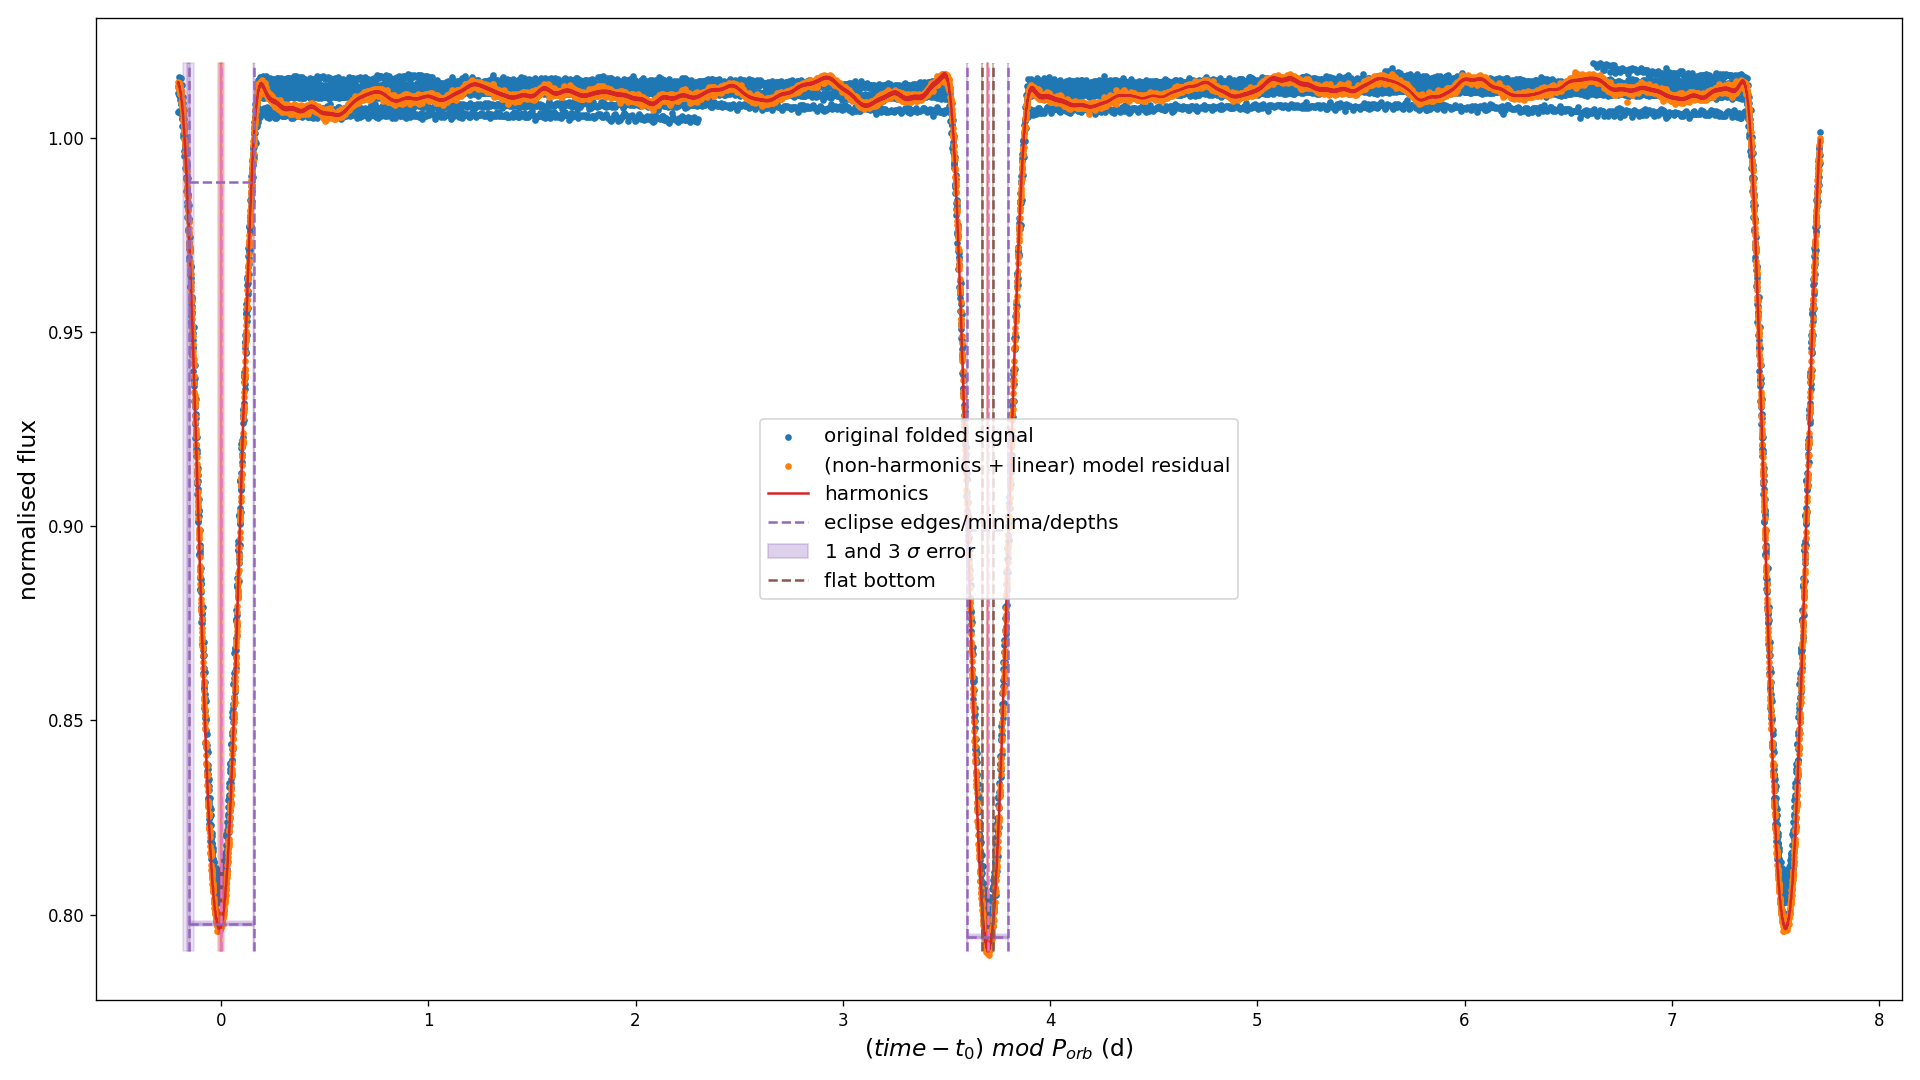 normalised flux
1.00
0.95
0.90
0.85
0.80
original folded signal
(non-harmonics + linear) model residual
harmonics
eclipse edges/minima/depths
1 and 3 σ error
flat bottom
0 1 2 3 4 5 6 7 8
(time − t₀) mod P_orb (d)